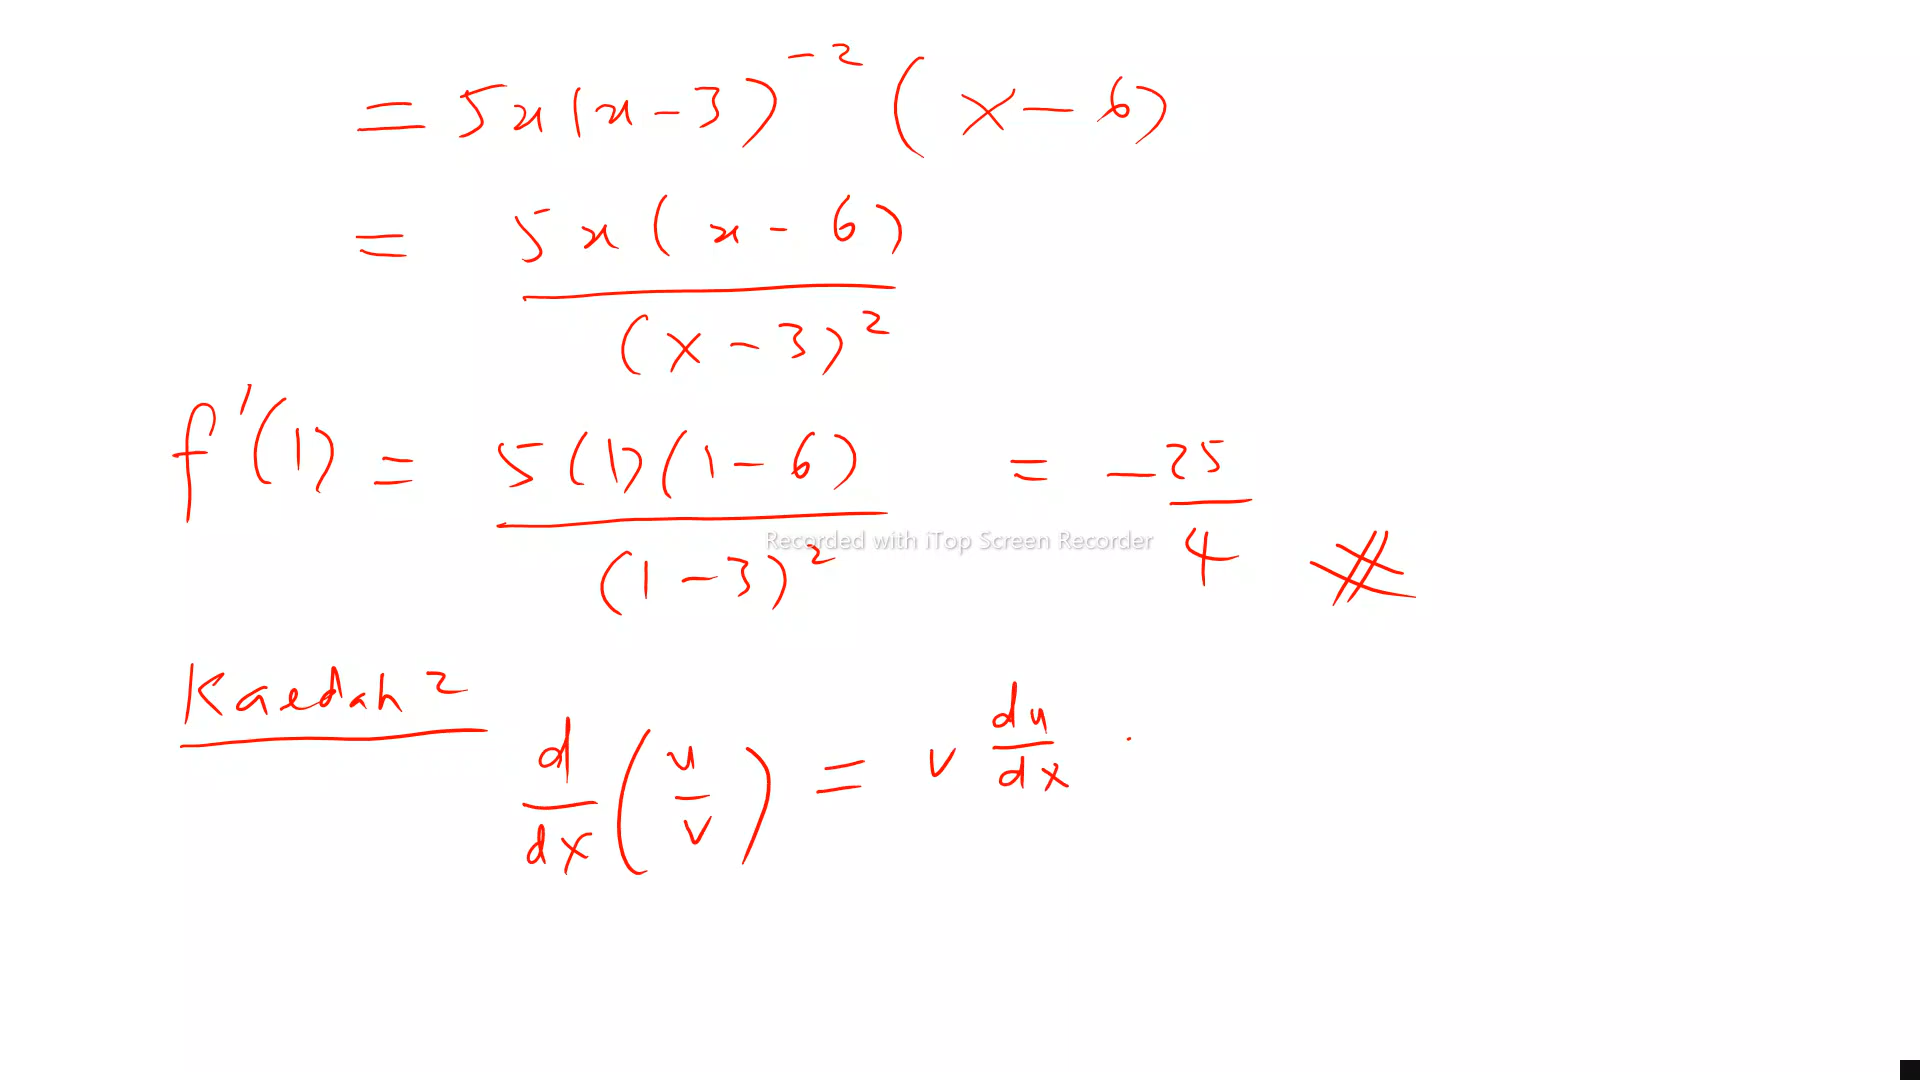 = 5x(x-3)^-2 (x-6)
= 5x(x-6)/(x-3)^2
f'(1) = 5(1)(1-6)/(1-3)^2 = -25/4 #
Recorded with iTop Screen Recorder
Kaedah 2
d/dx (u/v) = v du/dx